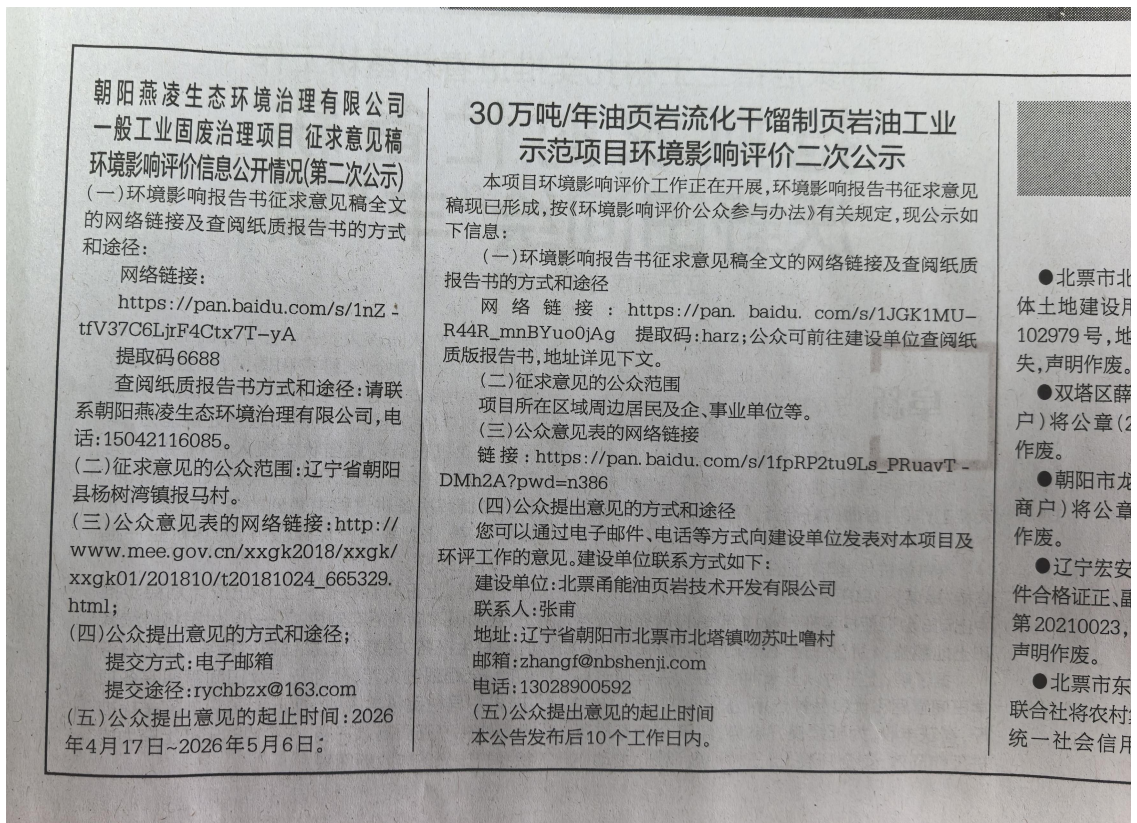 朝阳燕凌生态环境治理有限公司
一般工业固废治理项目 征求意见稿
环境影响评价信息公开情况(第二次公示)
(一)环境影响报告书征求意见稿全文
的网络链接及查阅纸质报告书的方式
和途径:
网络链接:
https://pan.baidu.com/s/1nZ-
tfV37C6LjrF4Ctx7T-yA
提取码6688
查阅纸质报告书方式和途径:请联
系朝阳燕凌生态环境治理有限公司,电
话:15042116085。
(二)征求意见的公众范围:辽宁省朝阳
县杨树湾镇报马村。
(三)公众意见表的网络链接:http://
www.mee.gov.cn/xxgk2018/xxgk/
xxgk01/201810/t20181024_665329.
html;
(四)公众提出意见的方式和途径;
提交方式:电子邮箱
提交途径:rychbzx@163.com
(五)公众提出意见的起止时间:2026
年4月17日~2026年5月6日;
30万吨/年油页岩流化干馏制页岩油工业
示范项目环境影响评价二次公示
本项目环境影响评价工作正在开展,环境影响报告书征求意见
稿现已形成,按《环境影响评价公众参与办法》有关规定,现公示如
下信息:
(一)环境影响报告书征求意见稿全文的网络链接及查阅纸质
报告书的方式和途径
网络链接:https://pan.baidu.com/s/1JGK1MU-
R44R_mnBYuo0jAg 提取码:harz;公众可前往建设单位查阅纸
质版报告书,地址详见下文。
(二)征求意见的公众范围
项目所在区域周边居民及企、事业单位等。
(三)公众意见表的网络链接
链接:https://pan.baidu.com/s/1fpRP2tu9Ls_PRuavT-
DMh2A?pwd=n386
(四)公众提出意见的方式和途径
您可以通过电子邮件、电话等方式向建设单位发表对本项目及
环评工作的意见。建设单位联系方式如下:
建设单位:北票甬能油页岩技术开发有限公司
联系人:张甫
地址:辽宁省朝阳市北票市北塔镇吻苏吐噜村
邮箱:zhangf@nbshenji.com
电话:13028900592
(五)公众提出意见的起止时间
本公告发布后10个工作日内。
●北票市北
体土地建设用
102979号,地
失,声明作废。
●双塔区薛
户)将公章(2
作废。
●朝阳市龙
商户)将公章
作废。
●辽宁宏安
件合格证正、副
第20210023,
声明作废。
●北票市东
联合社将农村
统一社会信用